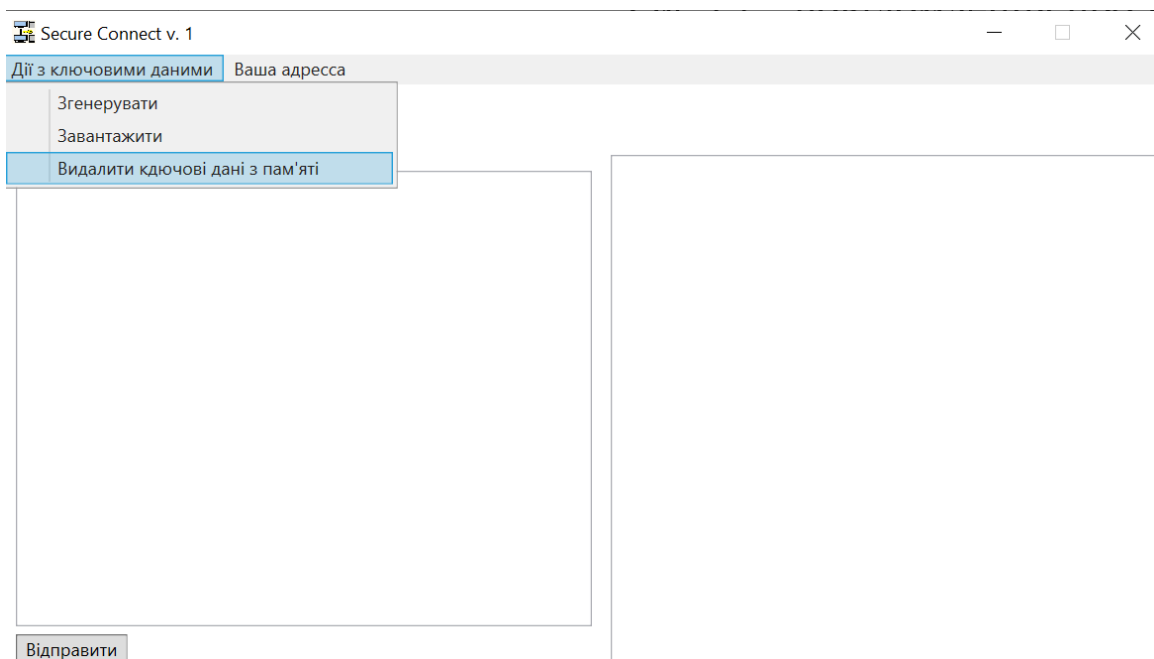 Secure Connect v. 1
Дії з ключовими даними Ваша адресса
Згенерувати
Завантажити
Видалити кдючові дані з пам'яті
Відправити